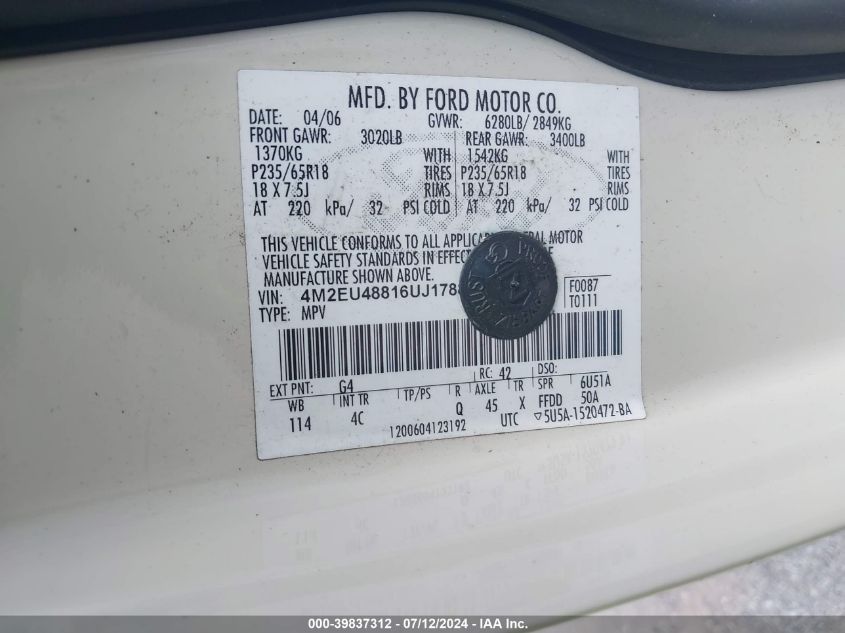 MFD. BY FORD MOTOR CO.
DATE: 04/06 GVWR: 6280LB/ 2849KG
FRONT GAWR: 3020LB REAR GAWR: 3400LB
1370KG WITH 1542KG WITH
P235/65R18 TIRES P235/65R18 TIRES
18 X 7.5J RIMS 18 X 7.5J RIMS
AT 220 kPa/ 32 PSI COLD AT 220 kPa/ 32 PSI COLD
THIS VEHICLE CONFORMS TO ALL MOTOR
VEHICLE SAFETY STANDARDS IN
MANUFACTURE SHOWN ABOVE.
VIN: F0087
TYPE: MPV T0111
EXT PNT: G4 RC: 42 DSO:
WB INT TR TP/PS R AXLE TR SPR 6U51A
114 4C Q 45 X FFDD 50A
1200604123192 UTC ▽5U5A-1520472-BA
000-39837312 - 07/12/2024 - IAA, Inc.